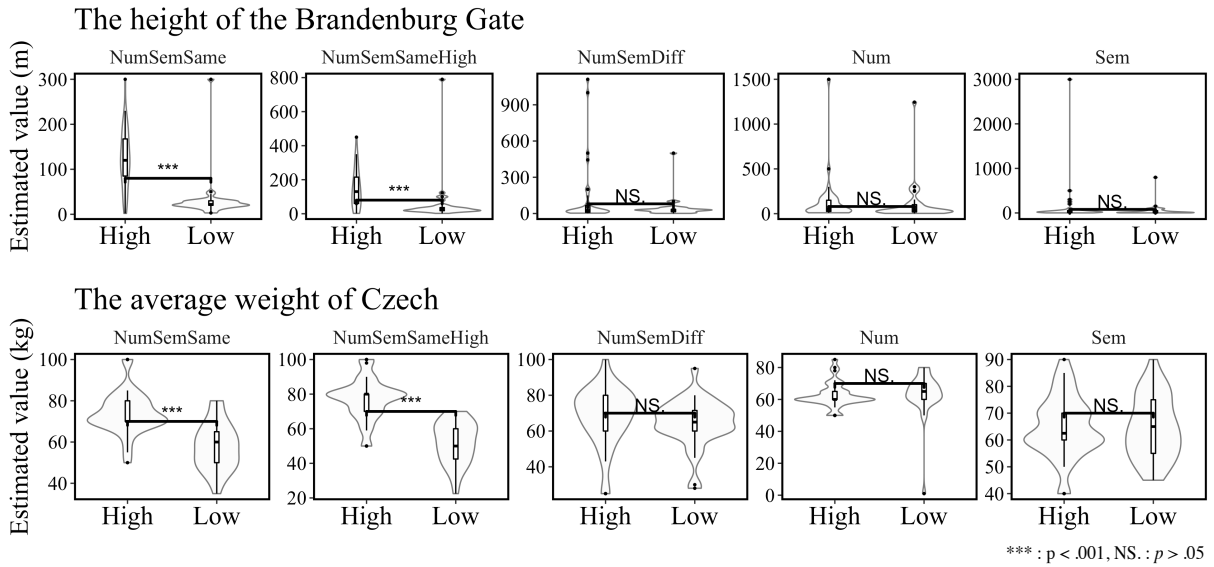 The height of the Brandenburg Gate
NumSemSame NumSemSameHigh NumSemDiff Num Sem
Estimated value (m)
300 200 100 0
*** 
High Low
800 600 400 200 0
***
High Low
900 600 300 0
NS.
High Low
1500 1000 500 0
NS.
High Low
3000 2000 1000 0
NS.
High Low
The average weight of Czech
NumSemSame NumSemSameHigh NumSemDiff Num Sem
Estimated value (kg)
100 80 60 40
***
High Low
100 80 60 40 20
***
High Low
100 80 60 40
NS.
High Low
80 60 40 20 0
NS.
High Low
90 80 70 60 50 40
NS.
High Low
*** : p < .001, NS. : p > .05